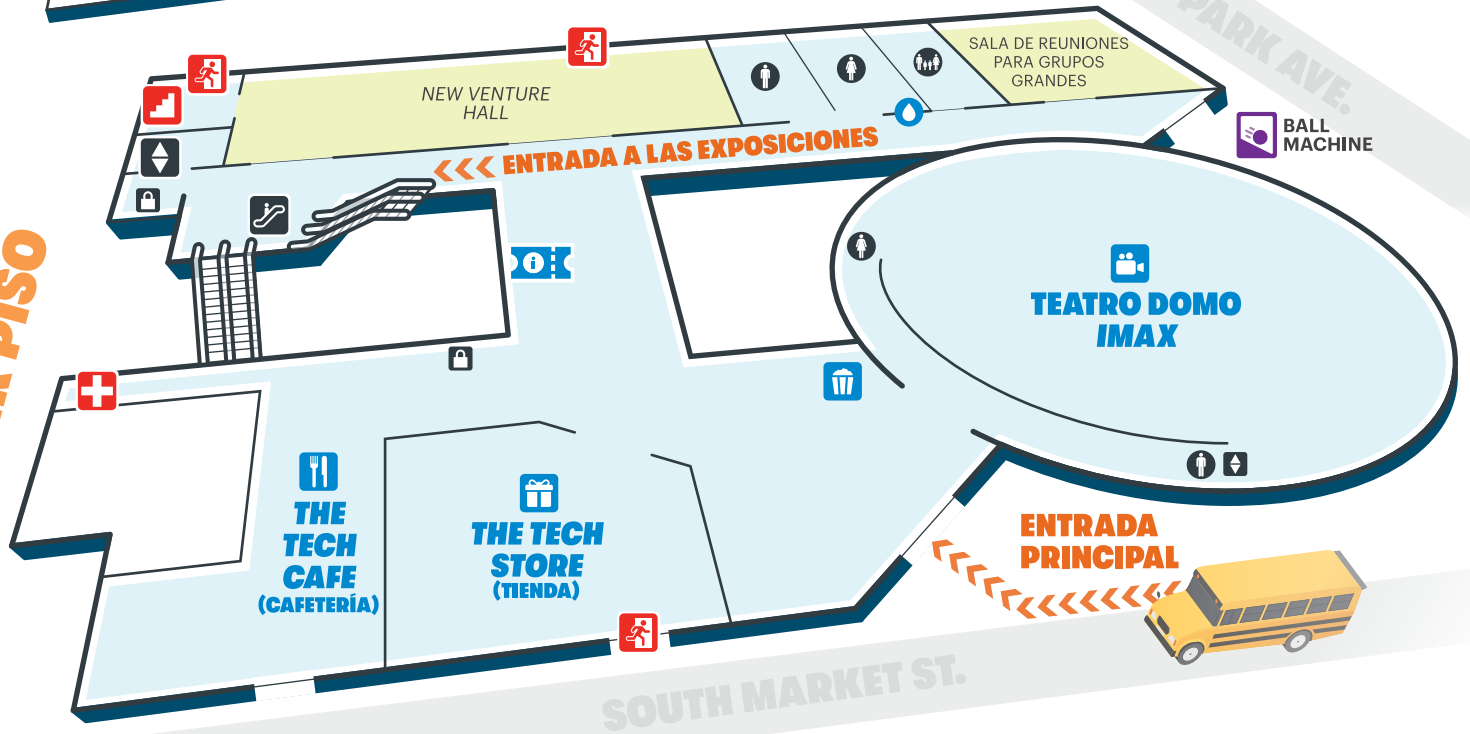 PARK AVE.
SALA DE REUNIONES
PARA GRUPOS
GRANDES
NEW VENTURE
HALL
BALL
MACHINE
ENTRADA A LAS EXPOSICIONES
PISO
TEATRO DOMO
IMAX
THE
TECH
CAFE
(CAFETERÍA)
THE TECH
STORE
(TIENDA)
ENTRADA
PRINCIPAL
SOUTH MARKET ST.